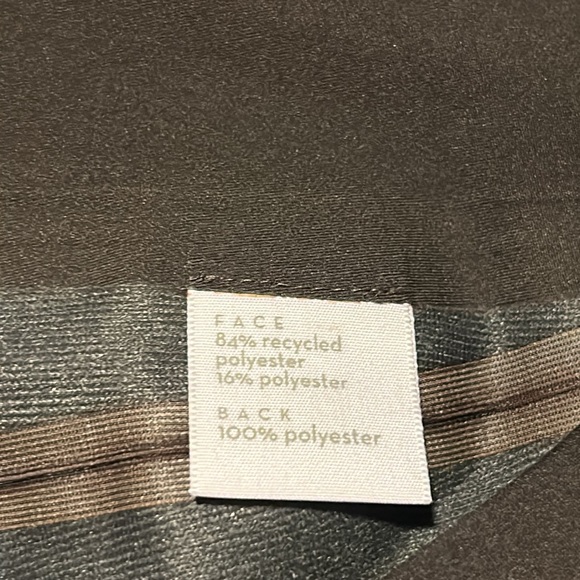 FACE
84% recycled
polyester
16% polyester
BACK
100% polyester